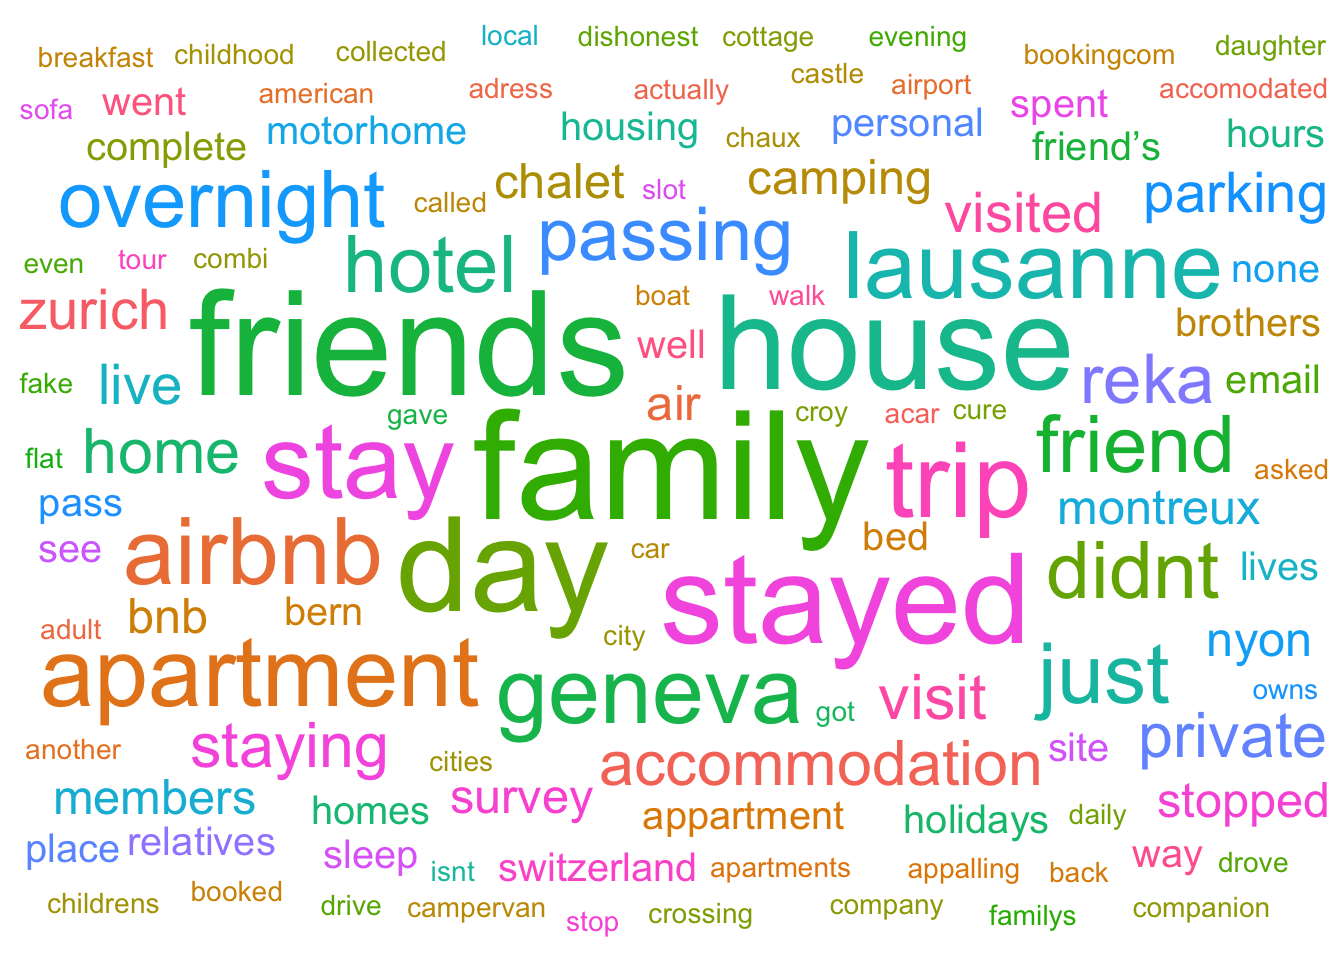 local dishonest cottage evening
breakfast childhood collected bookingcom daughter
sofa went american adress actually castle airport spent accomodated
complete motorhome housing chaux personal friend’s hours
overnight called chalet slot camping visited parking
even tour combi hotel passing lausanne none
zurich friends boat walk house brothers
fake live well reka email
gave air croy acar cure
flat home stay family trip friend asked
pass montreux
see airbnb day car bed didnt lives
adult bnb bern city stayed nyon
apartment geneva got visit just owns
another staying cities accommodation site private
members homes survey appartment holidays daily stopped
place relatives sleep isnt switzerland apartments appalling back way drove
childrens booked drive campervan stop crossing company familys companion